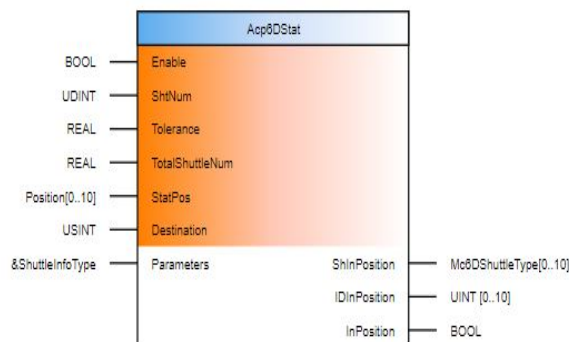 Acp6DStat
BOOL Enable
UDINT ShtNum
REAL Tolerance
REAL TotalShuttleNum
Position[0..10] StatPos
USINT Destination
&ShuttleInfoType Parameters ShInPosition Mc6DShuttleType[0..10]
IDInPosition UINT [0..10]
InPosition BOOL